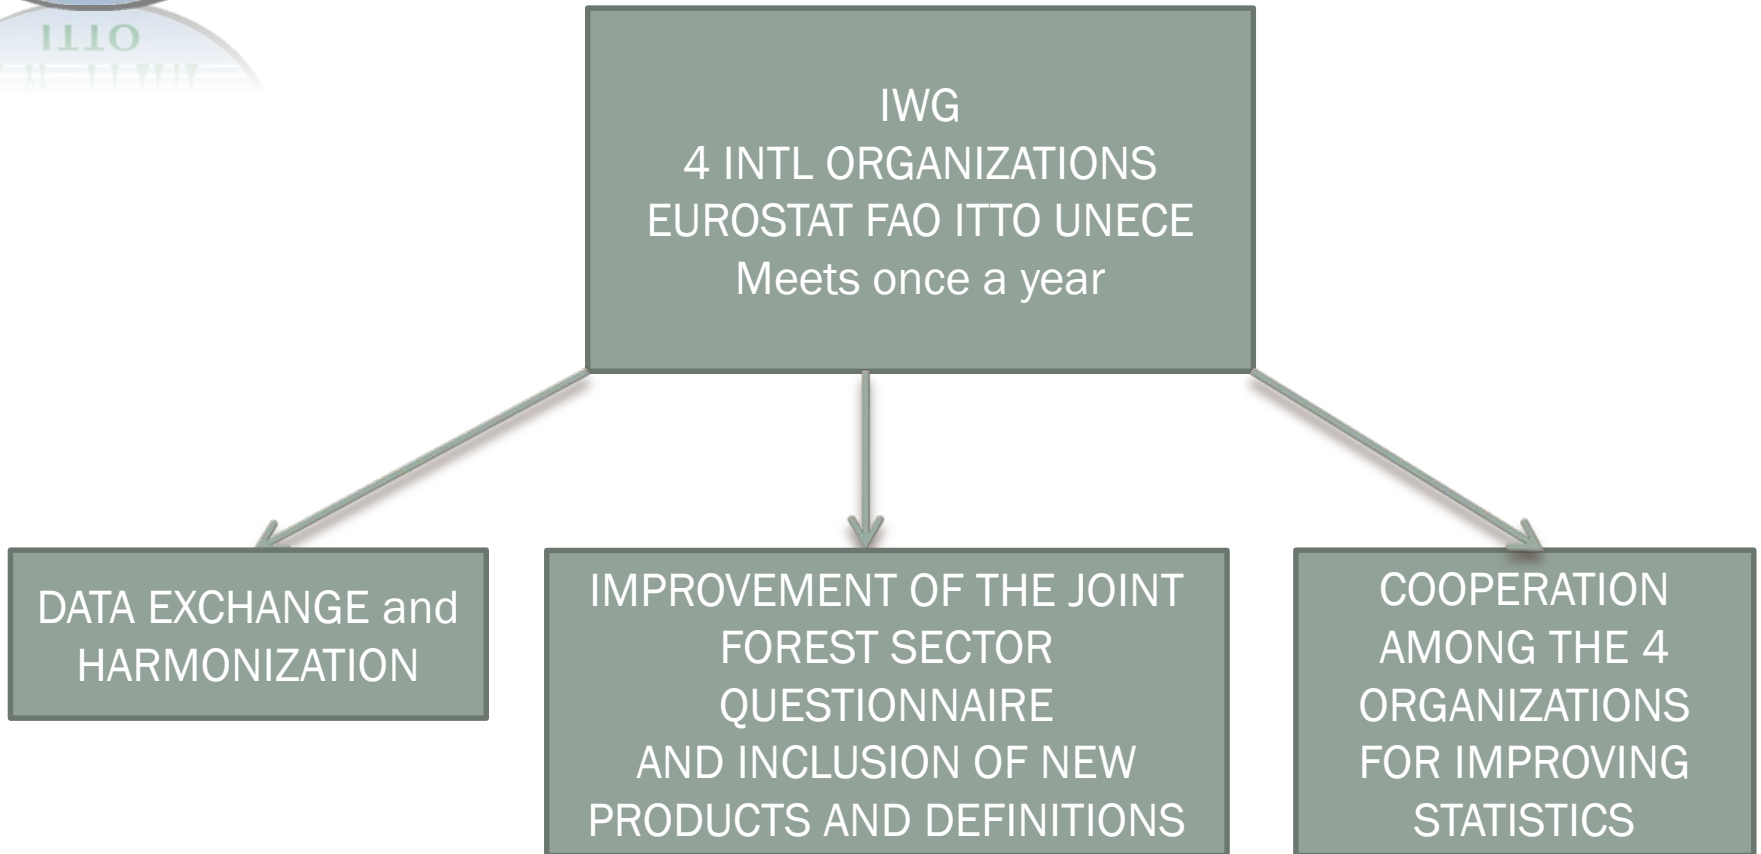 ITTO
IWG
4 INTL ORGANIZATIONS
EUROSTAT FAO ITTO UNECE
Meets once a year
DATA EXCHANGE and
HARMONIZATION
IMPROVEMENT OF THE JOINT
FOREST SECTOR
QUESTIONNAIRE
AND INCLUSION OF NEW
PRODUCTS AND DEFINITIONS
COOPERATION
AMONG THE 4
ORGANIZATIONS
FOR IMPROVING
STATISTICS